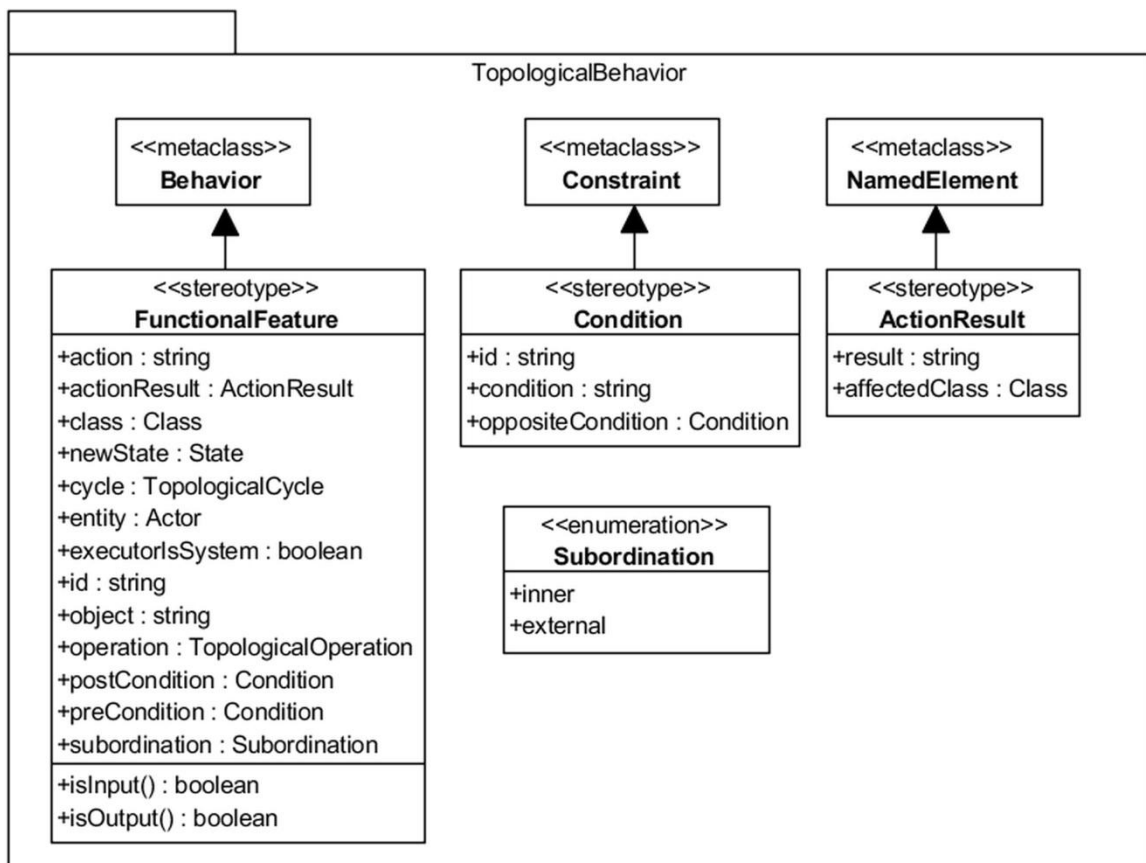 TopologicalBehavior
<<metaclass>>
Behavior
<<metaclass>>
Constraint
<<metaclass>>
NamedElement
<<stereotype>>
FunctionalFeature
+action : string
+actionResult : ActionResult
+class : Class
+newState : State
+cycle : TopologicalCycle
+entity : Actor
+executorIsSystem : boolean
+id : string
+object : string
+operation : TopologicalOperation
+postCondition : Condition
+preCondition : Condition
+subordination : Subordination
+isInput() : boolean
+isOutput() : boolean
<<stereotype>>
Condition
+id : string
+condition : string
+oppositeCondition : Condition
<<stereotype>>
ActionResult
+result : string
+affectedClass : Class
<<enumeration>>
Subordination
+inner
+external